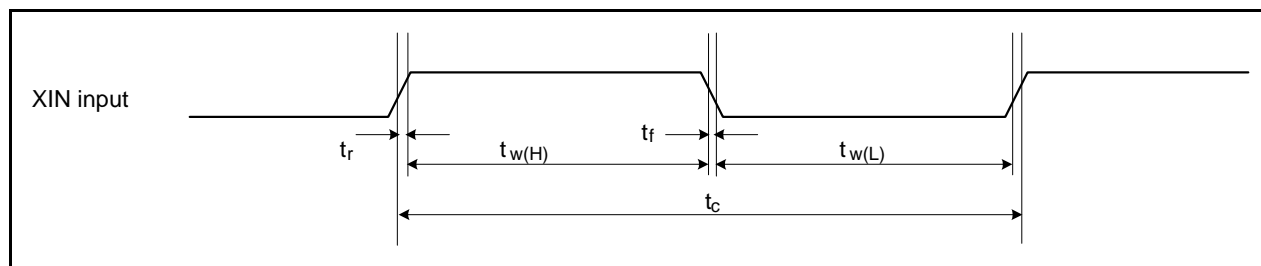 XIN input
tr
tw(H)
tf
tw(L)
tc